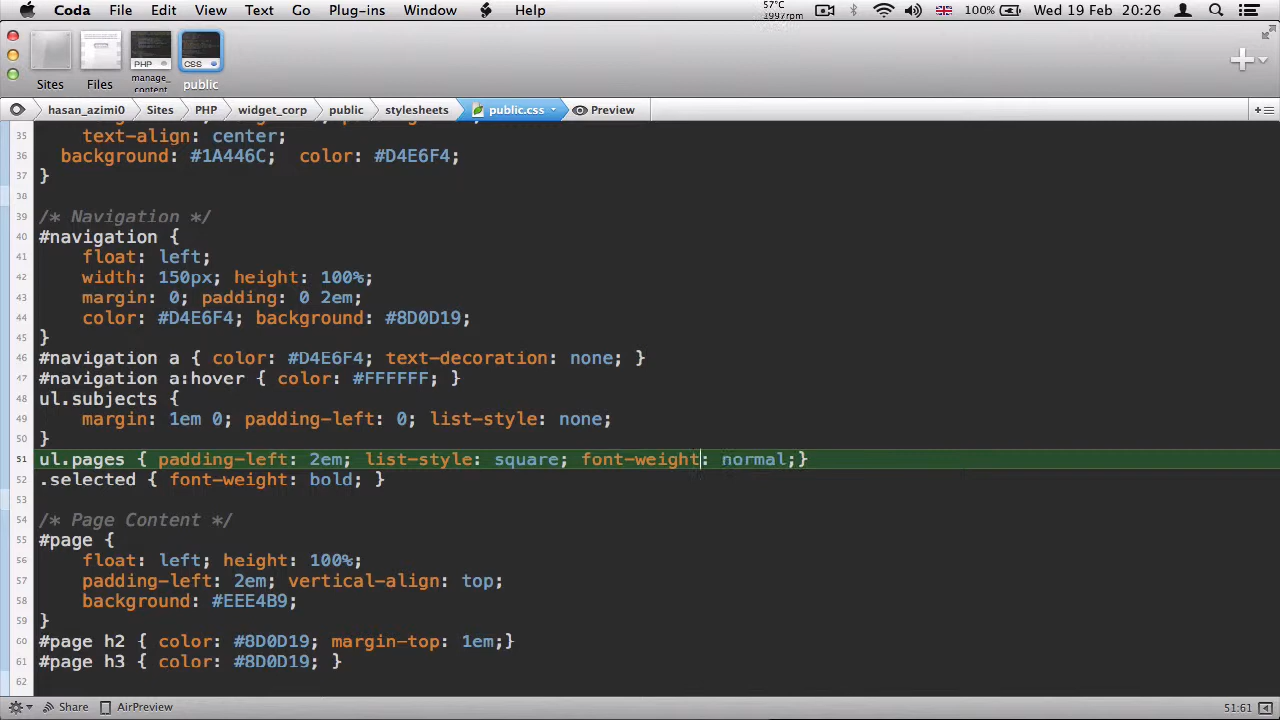 Coda File Edit View Text Go Plug-ins Window Help 57°C 1997rpm 100% Wed 19 Feb 20:26
PHP CSS
Sites Files manage_content public
hasan_azimi0 Sites PHP widget_corp public stylesheets public.css Preview
35 text-align: center;
36 background: #1A446C; color: #D4E6F4;
37 }
38
39 /* Navigation */
40 #navigation {
41 float: left;
42 width: 150px; height: 100%;
43 margin: 0; padding: 0 2em;
44 color: #D4E6F4; background: #8D0D19;
45 }
46 #navigation a { color: #D4E6F4; text-decoration: none; }
47 #navigation a:hover { color: #FFFFFF; }
48 ul.subjects {
49 margin: 1em 0; padding-left: 0; list-style: none;
50 }
51 ul.pages { padding-left: 2em; list-style: square; font-weight: normal;}
52 .selected { font-weight: bold; }
53
54 /* Page Content */
55 #page {
56 float: left; height: 100%;
57 padding-left: 2em; vertical-align: top;
58 background: #EEE4B9;
59 }
60 #page h2 { color: #8D0D19; margin-top: 1em;}
61 #page h3 { color: #8D0D19; }
62
Share AirPreview 51:61